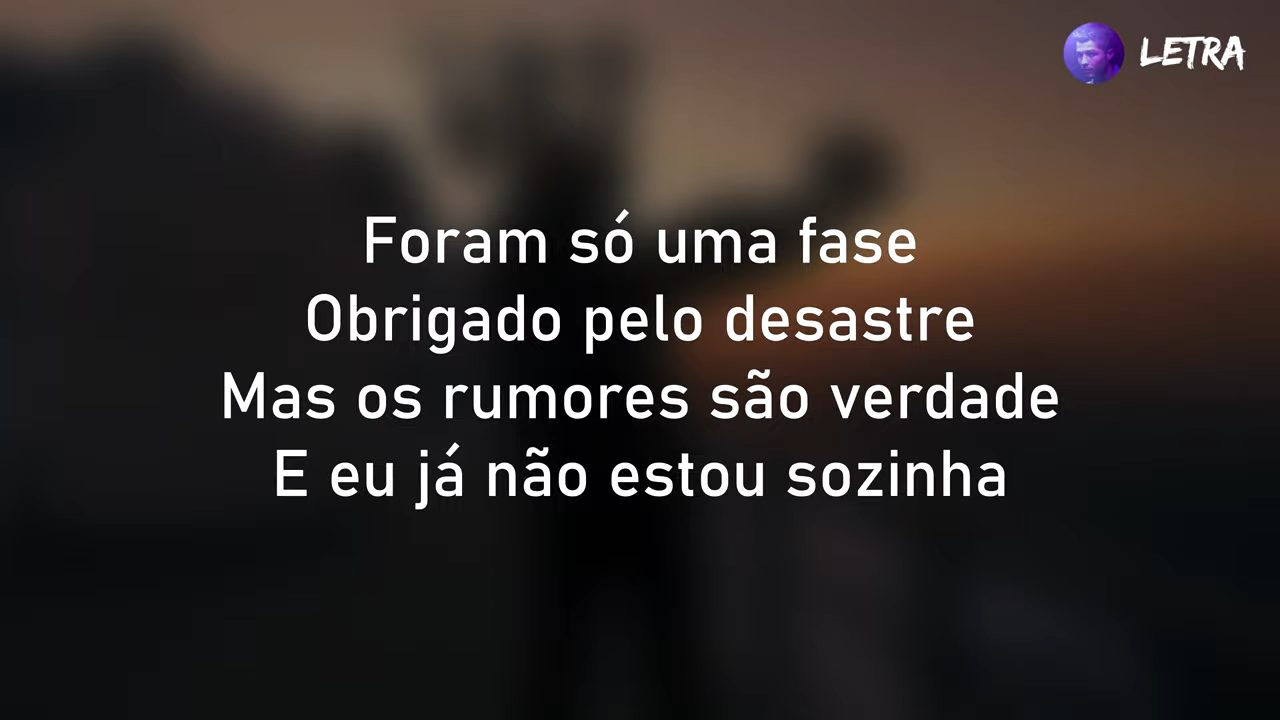 LETRA
Foram só uma fase
Obrigado pelo desastre
Mas os rumores são verdade
E eu já não estou sozinha